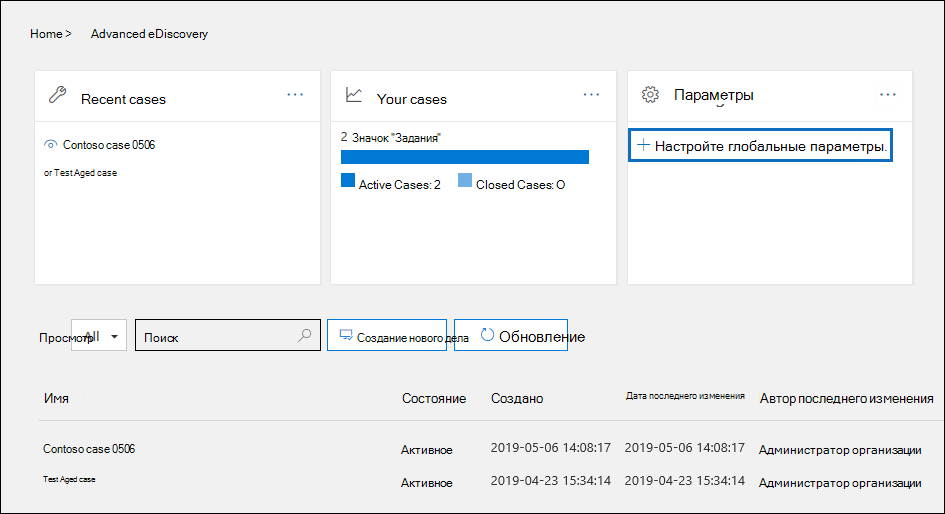 Home > Advanced eDiscovery
Recent cases ...
Contoso case 0506
or Test Aged case
Your cases ...
2 Значок "Задания"
Active Cases: 2 Closed Cases: O
Параметры ...
+ Настройте глобальные параметры.
Просмотр All Поиск Создание нового дела Обновление
Имя Состояние Создано Дата последнего изменения Автор последнего изменения
Contoso case 0506 Активное 2019-05-06 14:08:17 2019-05-06 14:08:17 Администратор организации
Test Aged case Активное 2019-04-23 15:34:14 2019-04-23 15:34:14 Администратор организации